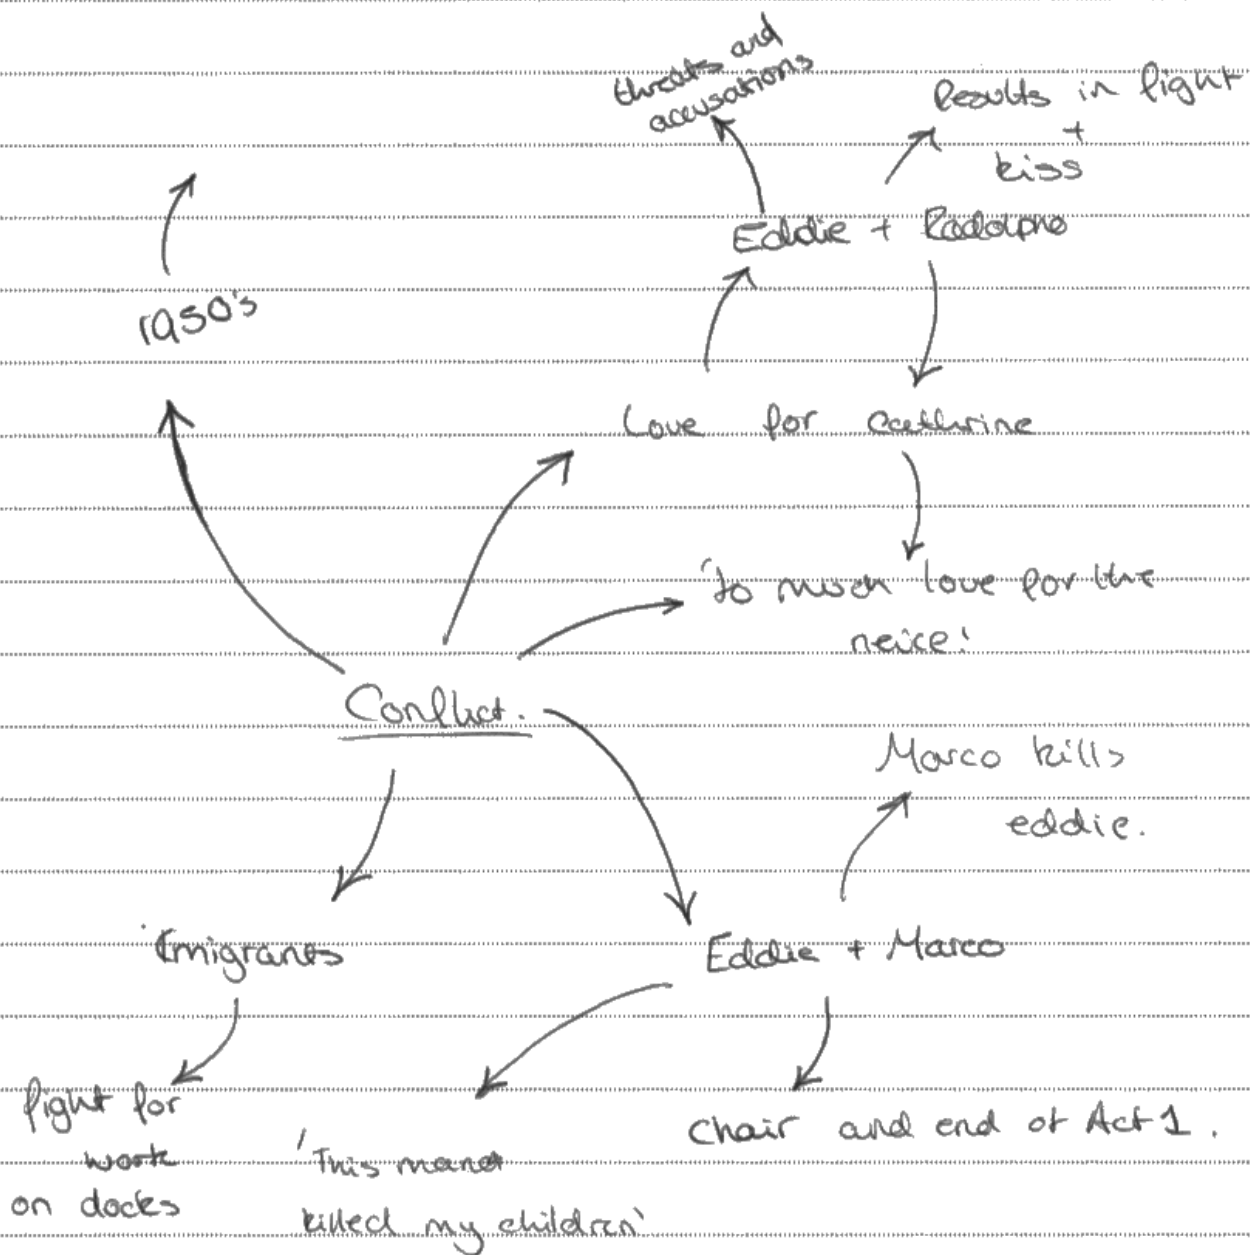 threats and
accusations
Results in fight
+
kiss
Eddie + Rodolpho
1950's
Love for Cathrine
'to much love for the
neice'
Conflict.
Marco kills
eddie.
Emigrants
Eddie + Marco
fight for
work
on docks
Chair and end of Act 1.
'This man
killed my children'